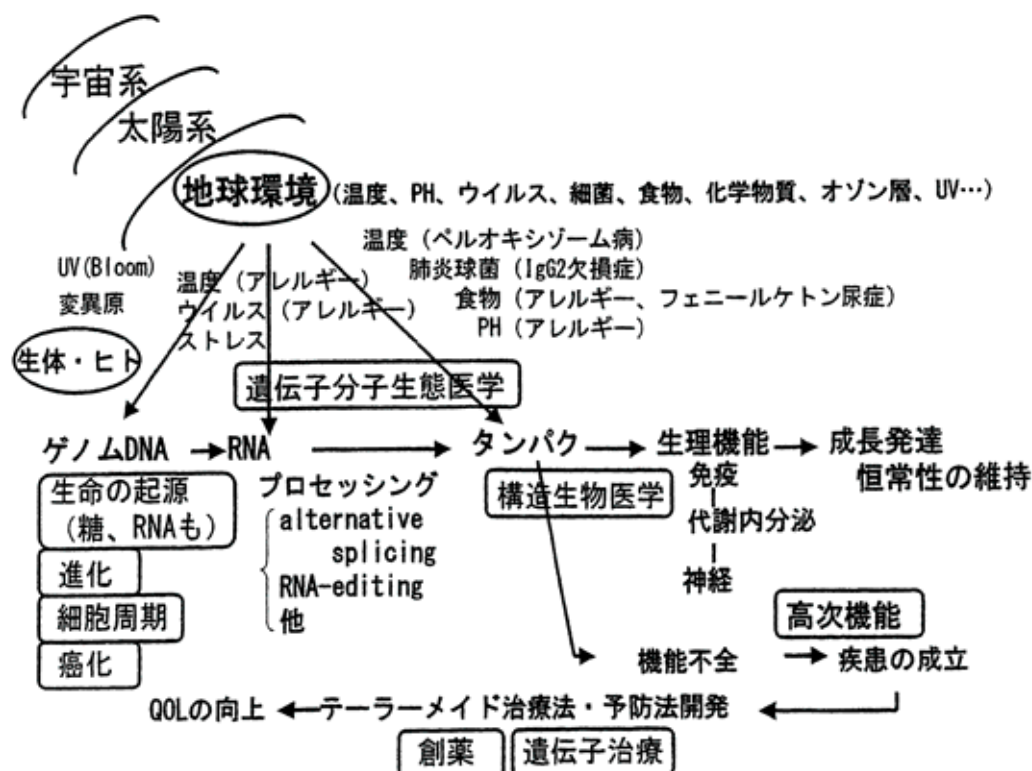 宇宙系
太陽系
地球環境 (温度、PH、ウイルス、細菌、食物、化学物質、オゾン層、UV…)
温度 (ペルオキシゾーム病)
肺炎球菌 (IgG2欠損症)
食物 (アレルギー、フェニールケトン尿症)
PH (アレルギー)
UV(Bloom)
変異原
温度 (アレルギー)
ウイルス (アレルギー)
ストレス
生体・ヒト
遺伝子分子生態医学
ゲノムDNA RNA タンパク 生理機能 成長発達
恒常性の維持
生命の起源
(糖、RNAも)
進化
細胞周期
癌化
プロセッシング
alternative
splicing
RNA-editing
他
構造生物医学
免疫
代謝内分泌
神経
高次機能
機能不全 疾患の成立
QOLの向上 テーラーメイド治療法・予防法開発
創薬 遺伝子治療